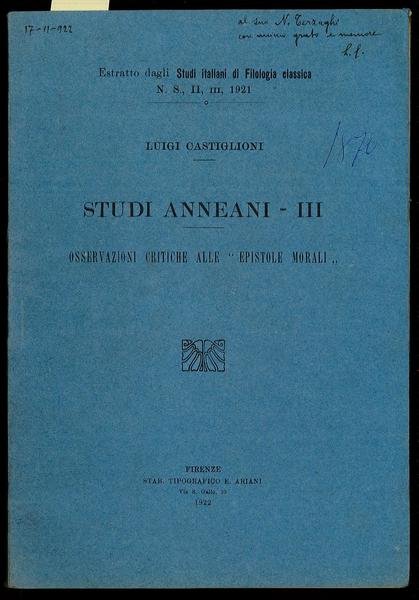 17-11-922
al suo N. Terzaghi
con animo grato e memore
L. C.
Estratto dagli Studi italiani di Filologia classica
N. S., II, III, 1921
1870
LUIGI CASTIGLIONI
STUDI ANNEANI - III
OSSERVAZIONI CRITICHE ALLE " EPISTOLE MORALI „
FIRENZE
STAB. TIPOGRAFICO E. ARIANI
Via S. Gallo, 33
1922